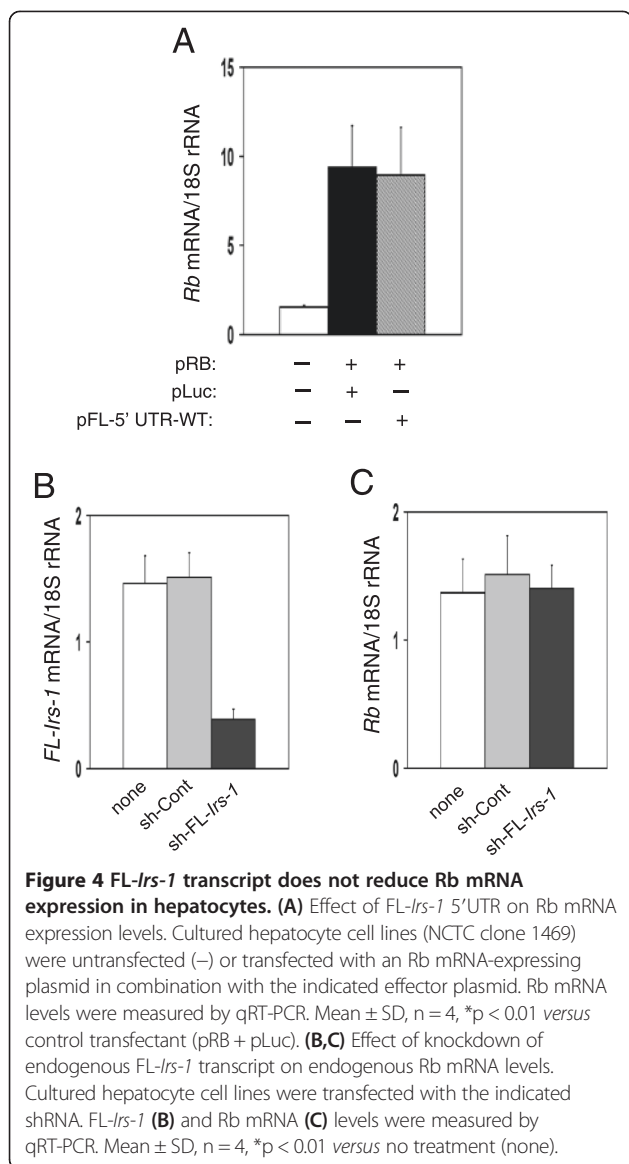 A
15
10
5
0
Rb mRNA/18S rRNA
pRB: − + +
pLuc: − + −
pFL-5' UTR-WT: − − +
B
2
1
0
FL-Irs-1 mRNA/18S rRNA
none
sh-Cont
sh-FL-Irs-1
C
2
1
0
Rb mRNA/18S rRNA
none
sh-Cont
sh-FL-Irs-1
Figure 4 FL-Irs-1 transcript does not reduce Rb mRNA
expression in hepatocytes. (A) Effect of FL-Irs-1 5'UTR on Rb mRNA
expression levels. Cultured hepatocyte cell lines (NCTC clone 1469)
were untransfected (−) or transfected with an Rb mRNA-expressing
plasmid in combination with the indicated effector plasmid. Rb mRNA
levels were measured by qRT-PCR. Mean ± SD, n = 4, *p < 0.01 versus
control transfectant (pRB + pLuc). (B,C) Effect of knockdown of
endogenous FL-Irs-1 transcript on endogenous Rb mRNA levels.
Cultured hepatocyte cell lines were transfected with the indicated
shRNA. FL-Irs-1 (B) and Rb mRNA (C) levels were measured by
qRT-PCR. Mean ± SD, n = 4, *p < 0.01 versus no treatment (none).